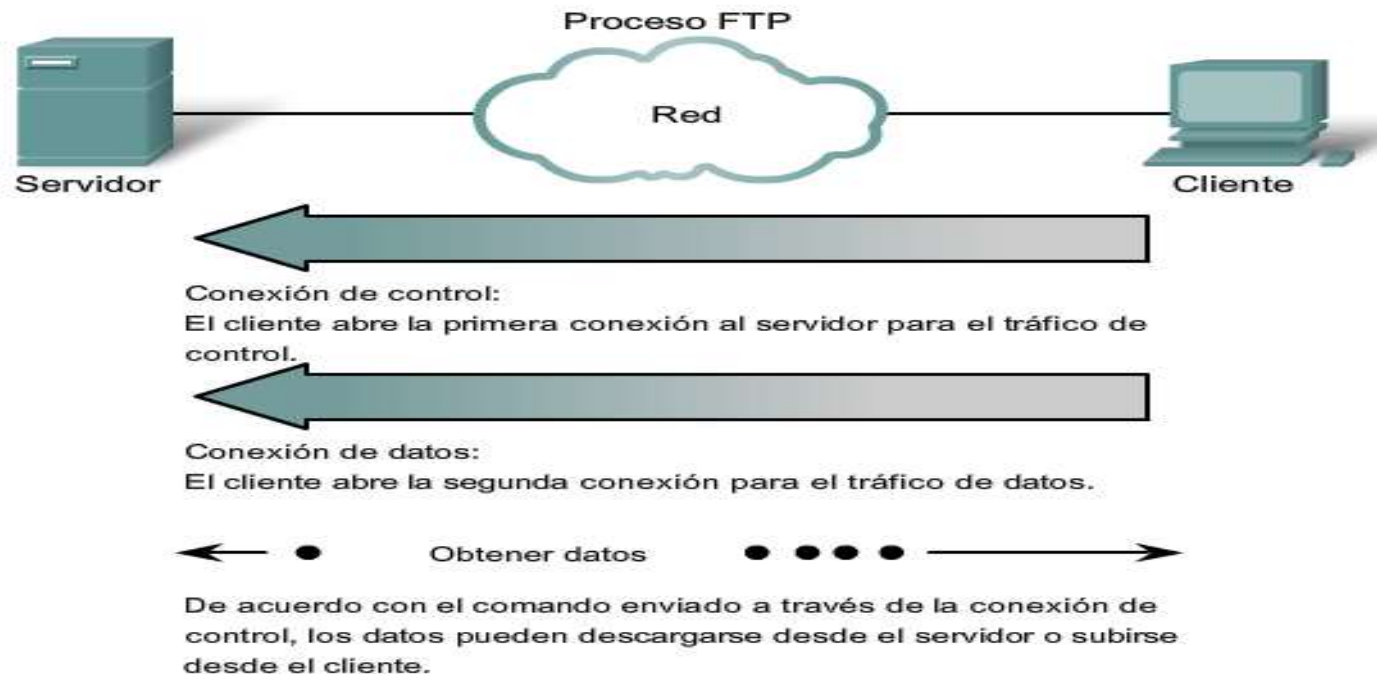 Proceso FTP
Red
Servidor
Cliente
Conexión de control:
El cliente abre la primera conexión al servidor para el tráfico de
control.
Conexión de datos:
El cliente abre la segunda conexión para el tráfico de datos.
Obtener datos
De acuerdo con el comando enviado a través de la conexión de
control, los datos pueden descargarse desde el servidor o subirse
desde el cliente.